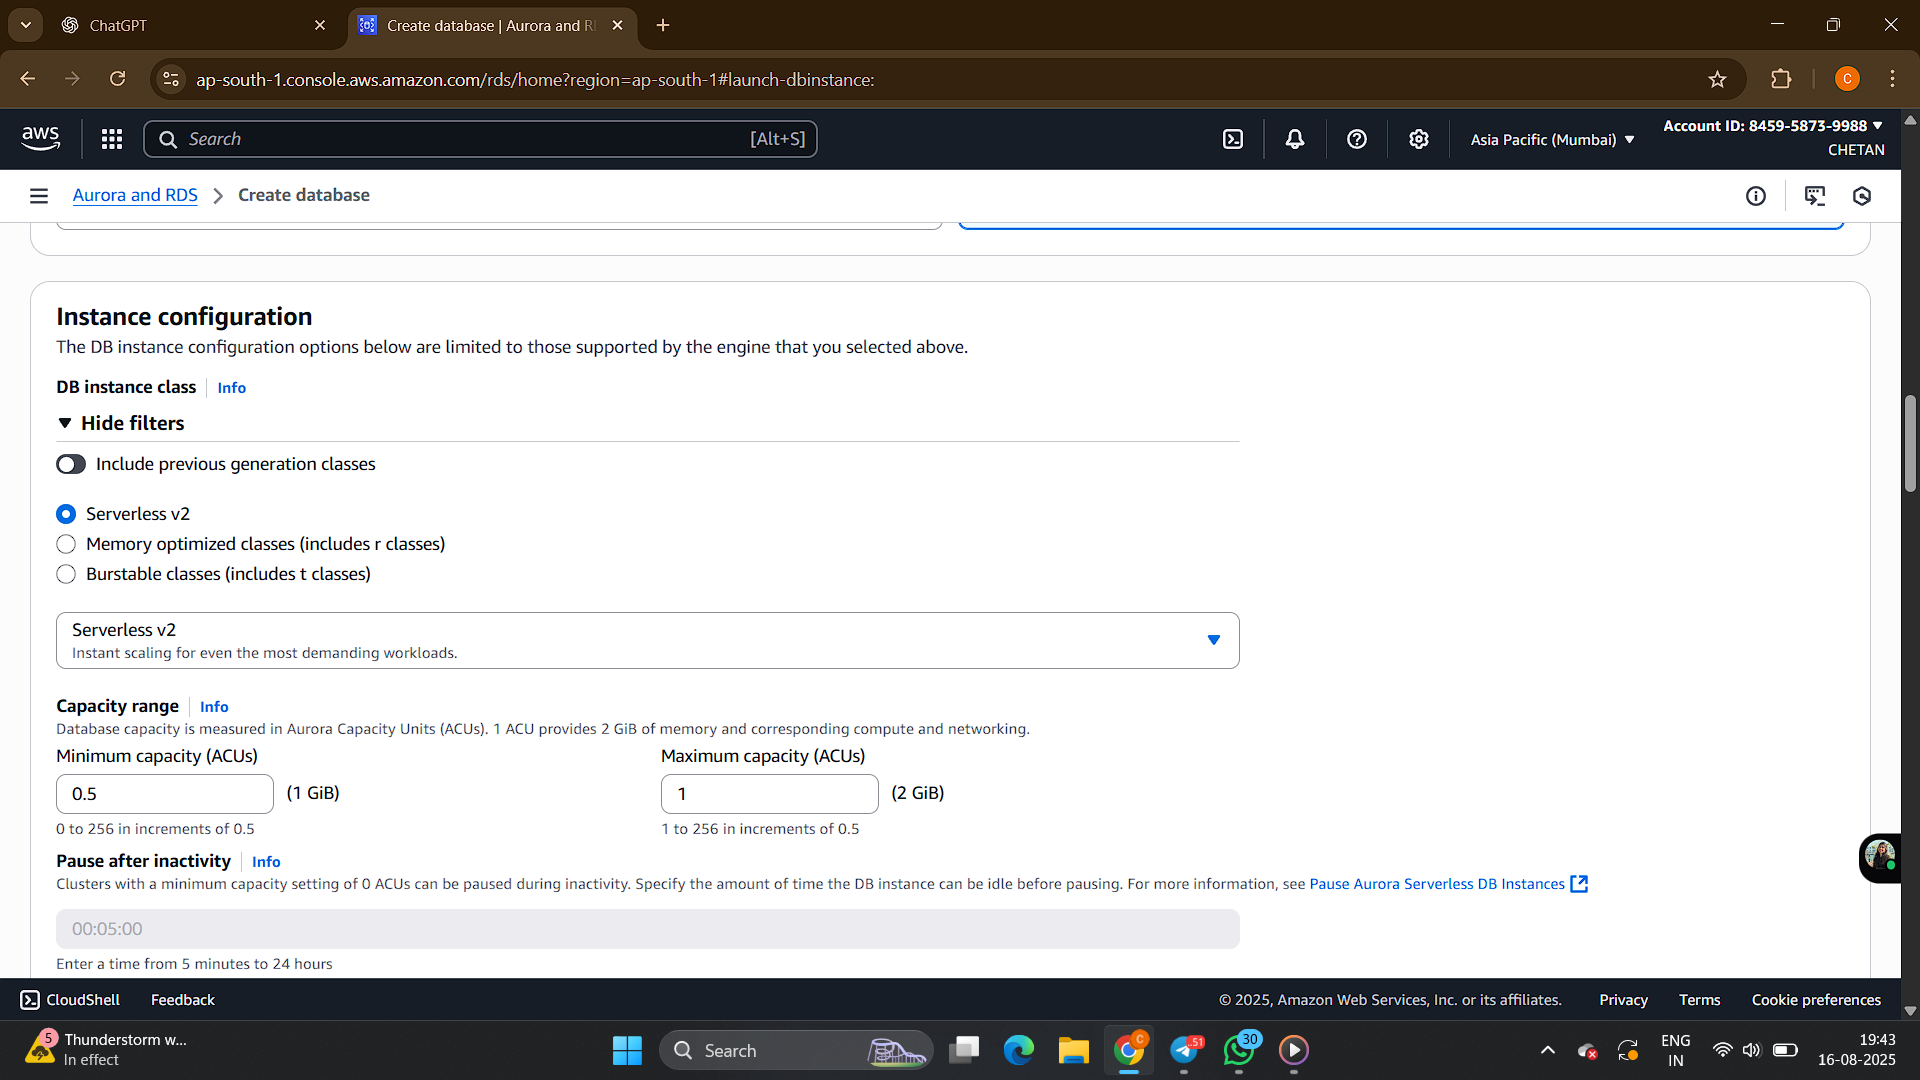 ChatGPT
Create database | Aurora and R
ap-south-1.console.aws.amazon.com/rds/home?region=ap-south-1#launch-dbinstance:
C
aws
Search
[Alt+S]
Asia Pacific (Mumbai)
Account ID: 8459-5873-9988
CHETAN
Aurora and RDS
Create database
Instance configuration
The DB instance configuration options below are limited to those supported by the engine that you selected above.
DB instance class
Info
Hide filters
Include previous generation classes
Serverless v2
Memory optimized classes (includes r classes)
Burstable classes (includes t classes)
Serverless v2
Instant scaling for even the most demanding workloads.
Capacity range
Info
Database capacity is measured in Aurora Capacity Units (ACUs). 1 ACU provides 2 GiB of memory and corresponding compute and networking.
Minimum capacity (ACUs)
Maximum capacity (ACUs)
0.5
(1 GiB)
1
(2 GiB)
0 to 256 in increments of 0.5
1 to 256 in increments of 0.5
Pause after inactivity
Info
Clusters with a minimum capacity setting of 0 ACUs can be paused during inactivity. Specify the amount of time the DB instance can be idle before pausing. For more information, see Pause Aurora Serverless DB Instances
00:05:00
Enter a time from 5 minutes to 24 hours
CloudShell
Feedback
© 2025, Amazon Web Services, Inc. or its affiliates.
Privacy
Terms
Cookie preferences
5
Thunderstorm w...
In effect
Search
C
51
30
ENG
IN
19:43
16-08-2025